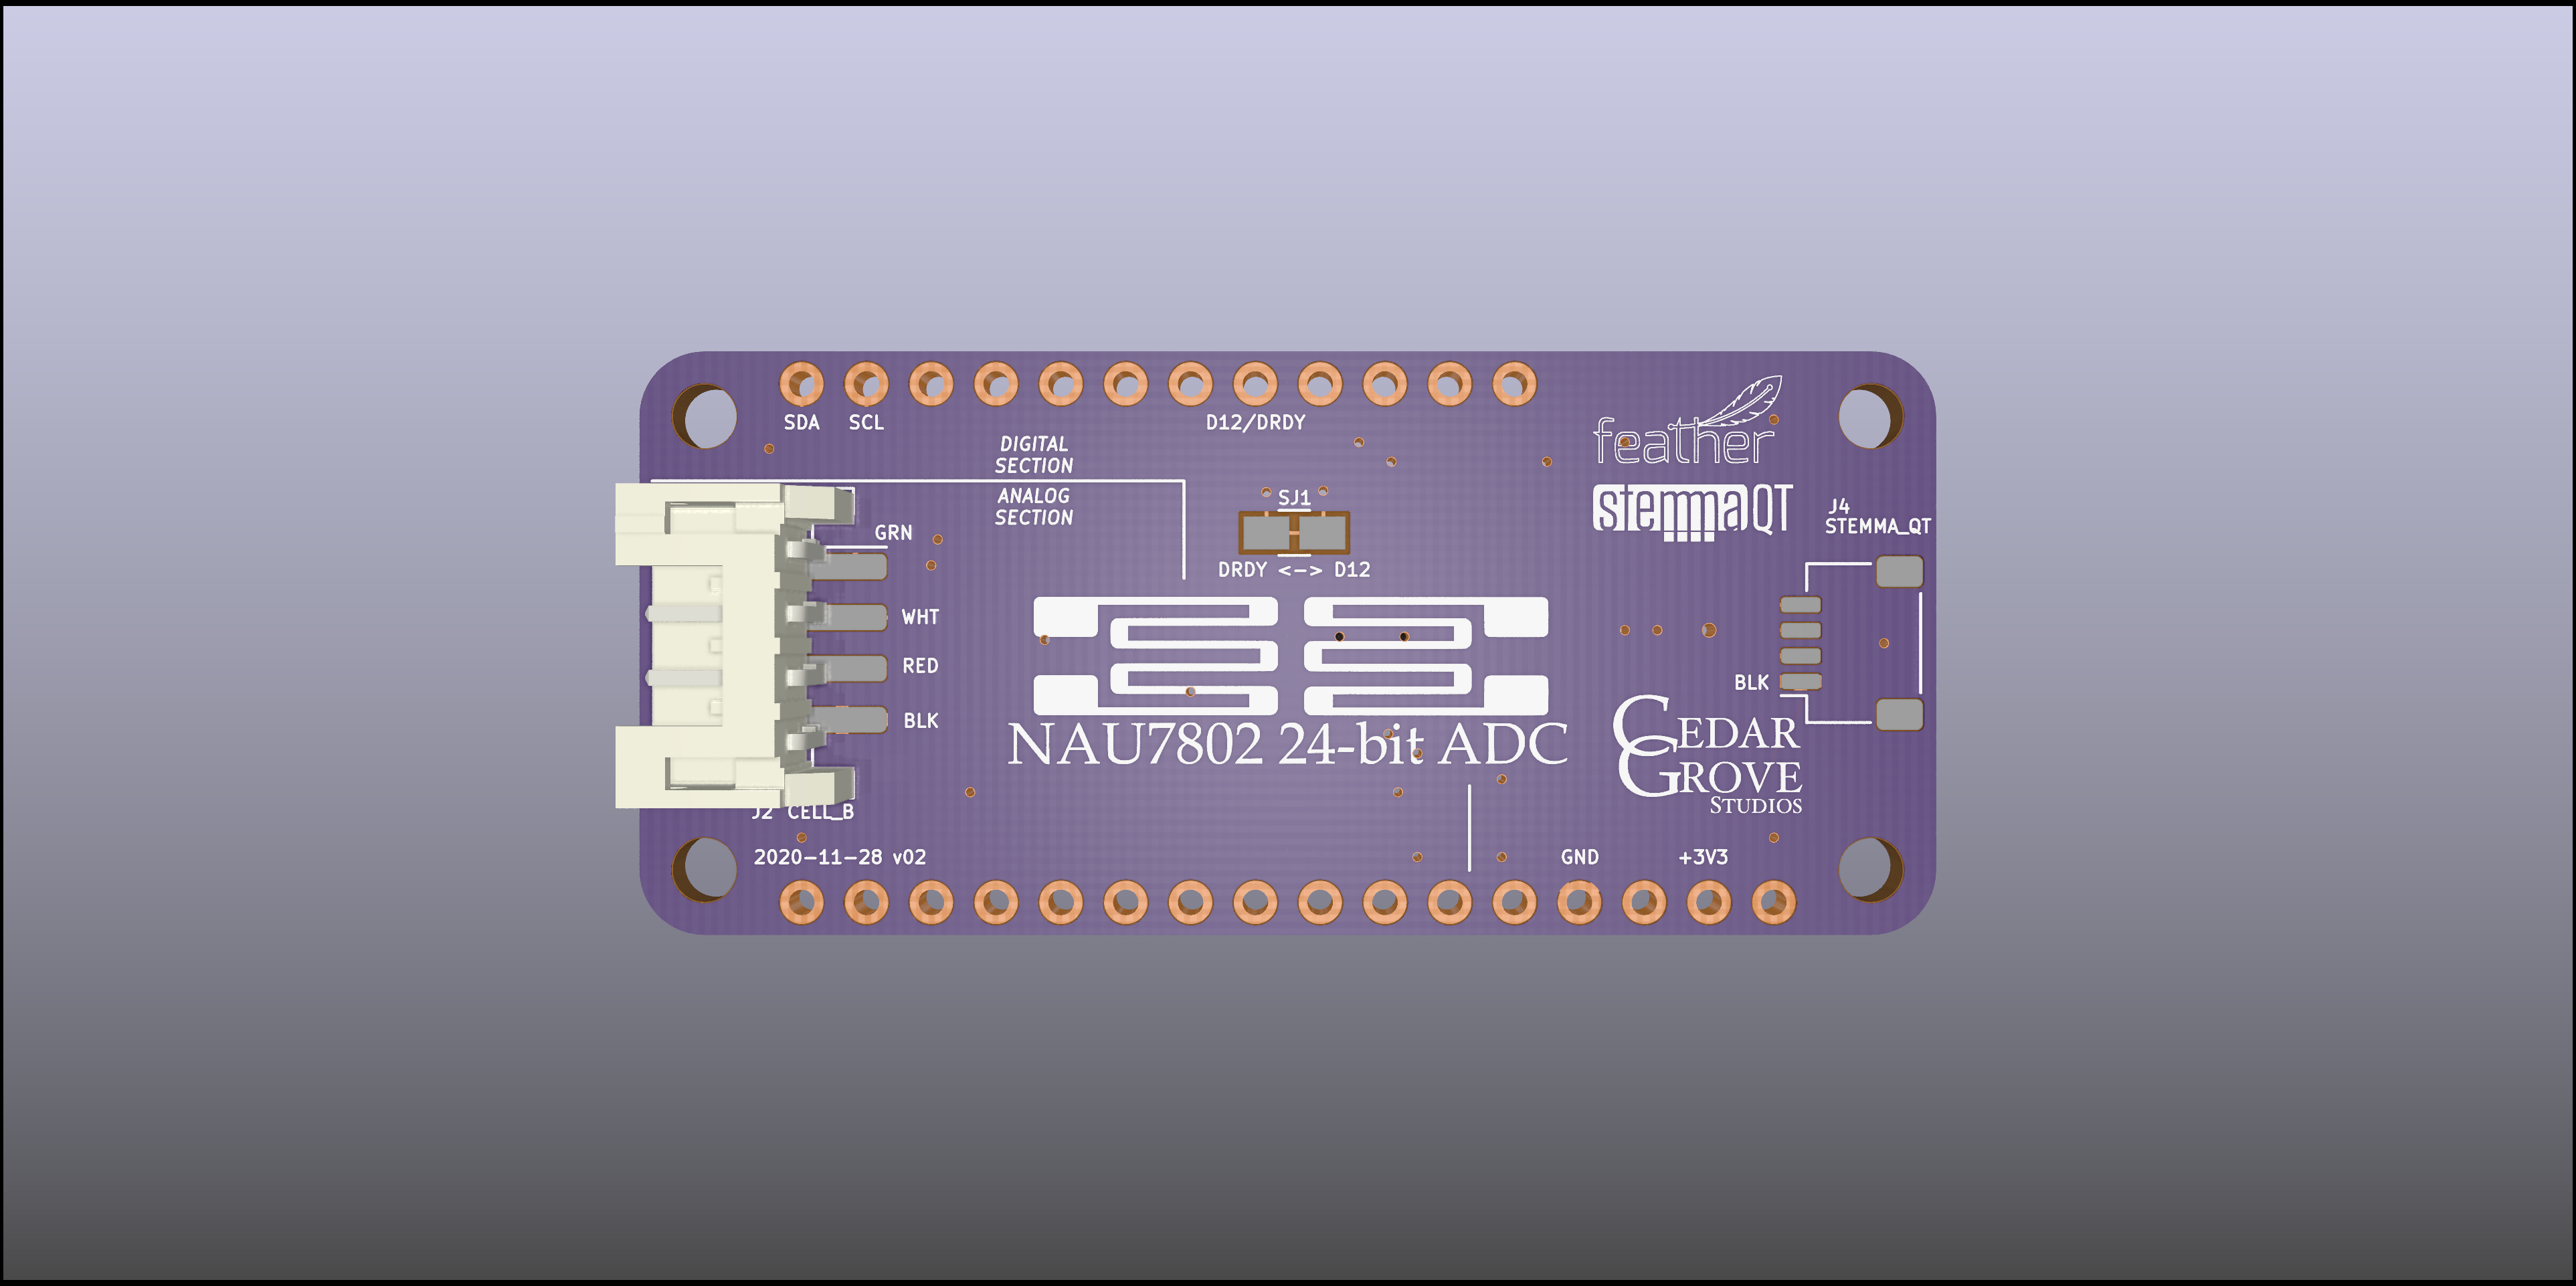 SDA SCL D12/DRDY
DIGITAL
SECTION
ANALOG
SECTION
feather
stemma QT
J4
STEMMA_QT
SJ1
DRDY <-> D12
GRN
WHT
RED
BLK
BLK
NAU7802 24-bit ADC
CEDAR
GROVE
STUDIOS
J2 CELL_B
2020-11-28 v02
GND +3V3